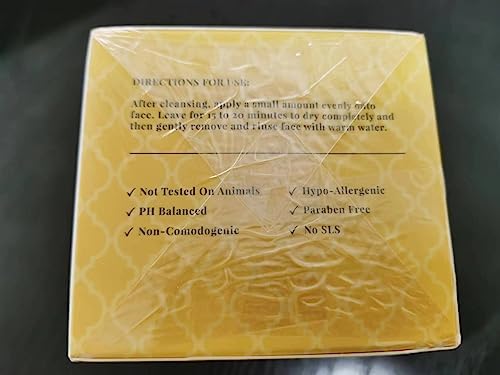 DIRECTIONS FOR USE:
After cleansing, apply a small amount evenly onto
face. Leave for 15 to 20 minutes to dry completely and
then gently remove and rinse face with warm water.
✓ Not Tested On Animals ✓ Hypo-Allergenic
✓ PH Balanced ✓ Paraben Free
✓ Non-Comodogenic ✓ No SLS